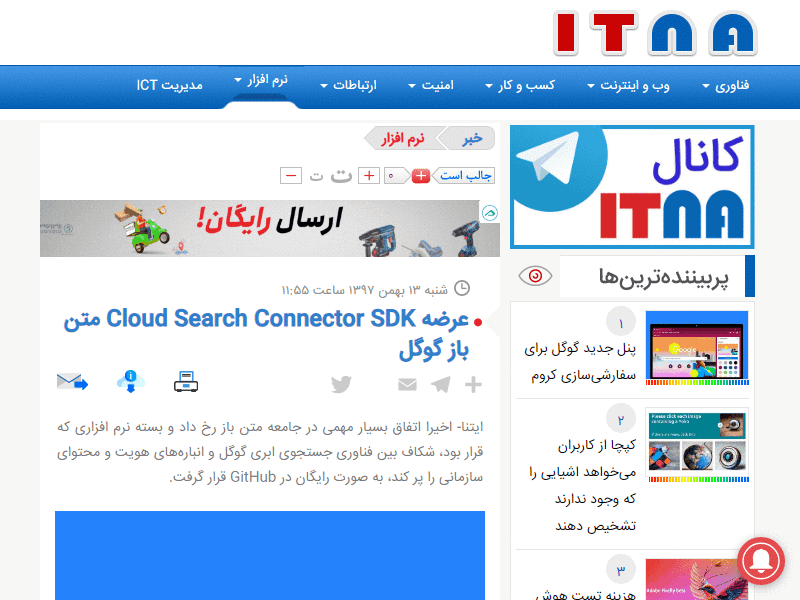 ITNA
فناوری
وب و اینترنت
کسب و کار
امنیت
ارتباطات
نرم افزار
مدیریت ICT
کانال
ITNA
پربیننده‌ترین‌ها
۱
پنل جدید گوگل برای
سفارشی‌سازی کروم
۲
کپچا از کاربران
می‌خواهد اشیایی را
که وجود ندارند
تشخیص دهند
۳
هزینه تست هوش
خبر
نرم افزار
جالب است
۰
ت
ت
ارسال رایگان!
شنبه ۱۳ بهمن ۱۳۹۷ ساعت ۱۱:۵۵
عرضه Cloud Search Connector SDK متن
باز گوگل
ایتنا- اخیرا اتفاق بسیار مهمی در جامعه متن باز رخ داد و بسته نرم افزاری که
قرار بود، شکاف بین فناوری جستجوی ابری گوگل و انباره‌های هویت و محتوای
سازمانی را پر کند، به صورت رایگان در GitHub قرار گرفت.